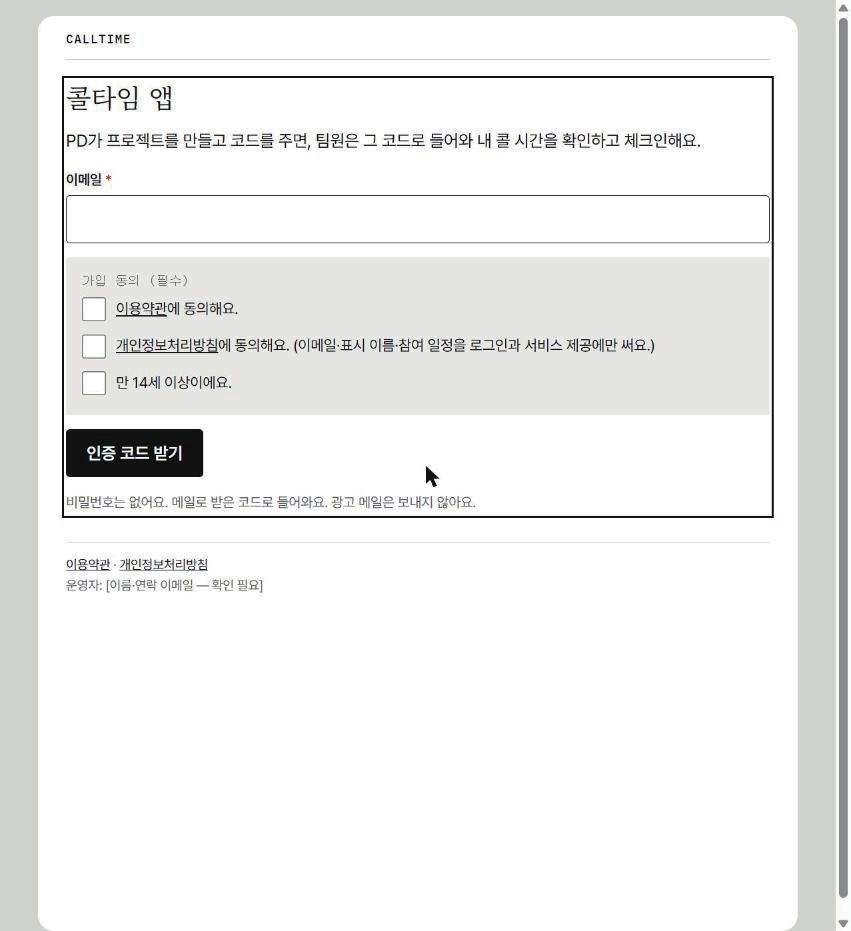 CALLTIME
콜타임 앱
PD가 프로젝트를 만들고 코드를 주면, 팀원은 그 코드로 들어와 내 콜 시간을 확인하고 체크인해요.
이메일 *
가입 동의 (필수)
이용약관에 동의해요.
개인정보처리방침에 동의해요. (이메일·표시 이름·참여 일정을 로그인과 서비스 제공에만 써요.)
만 14세 이상이에요.
인증 코드 받기
비밀번호는 없어요. 메일로 받은 코드로 들어와요. 광고 메일은 보내지 않아요.
이용약관 · 개인정보처리방침
운영자: [이름·연락 이메일 — 확인 필요]